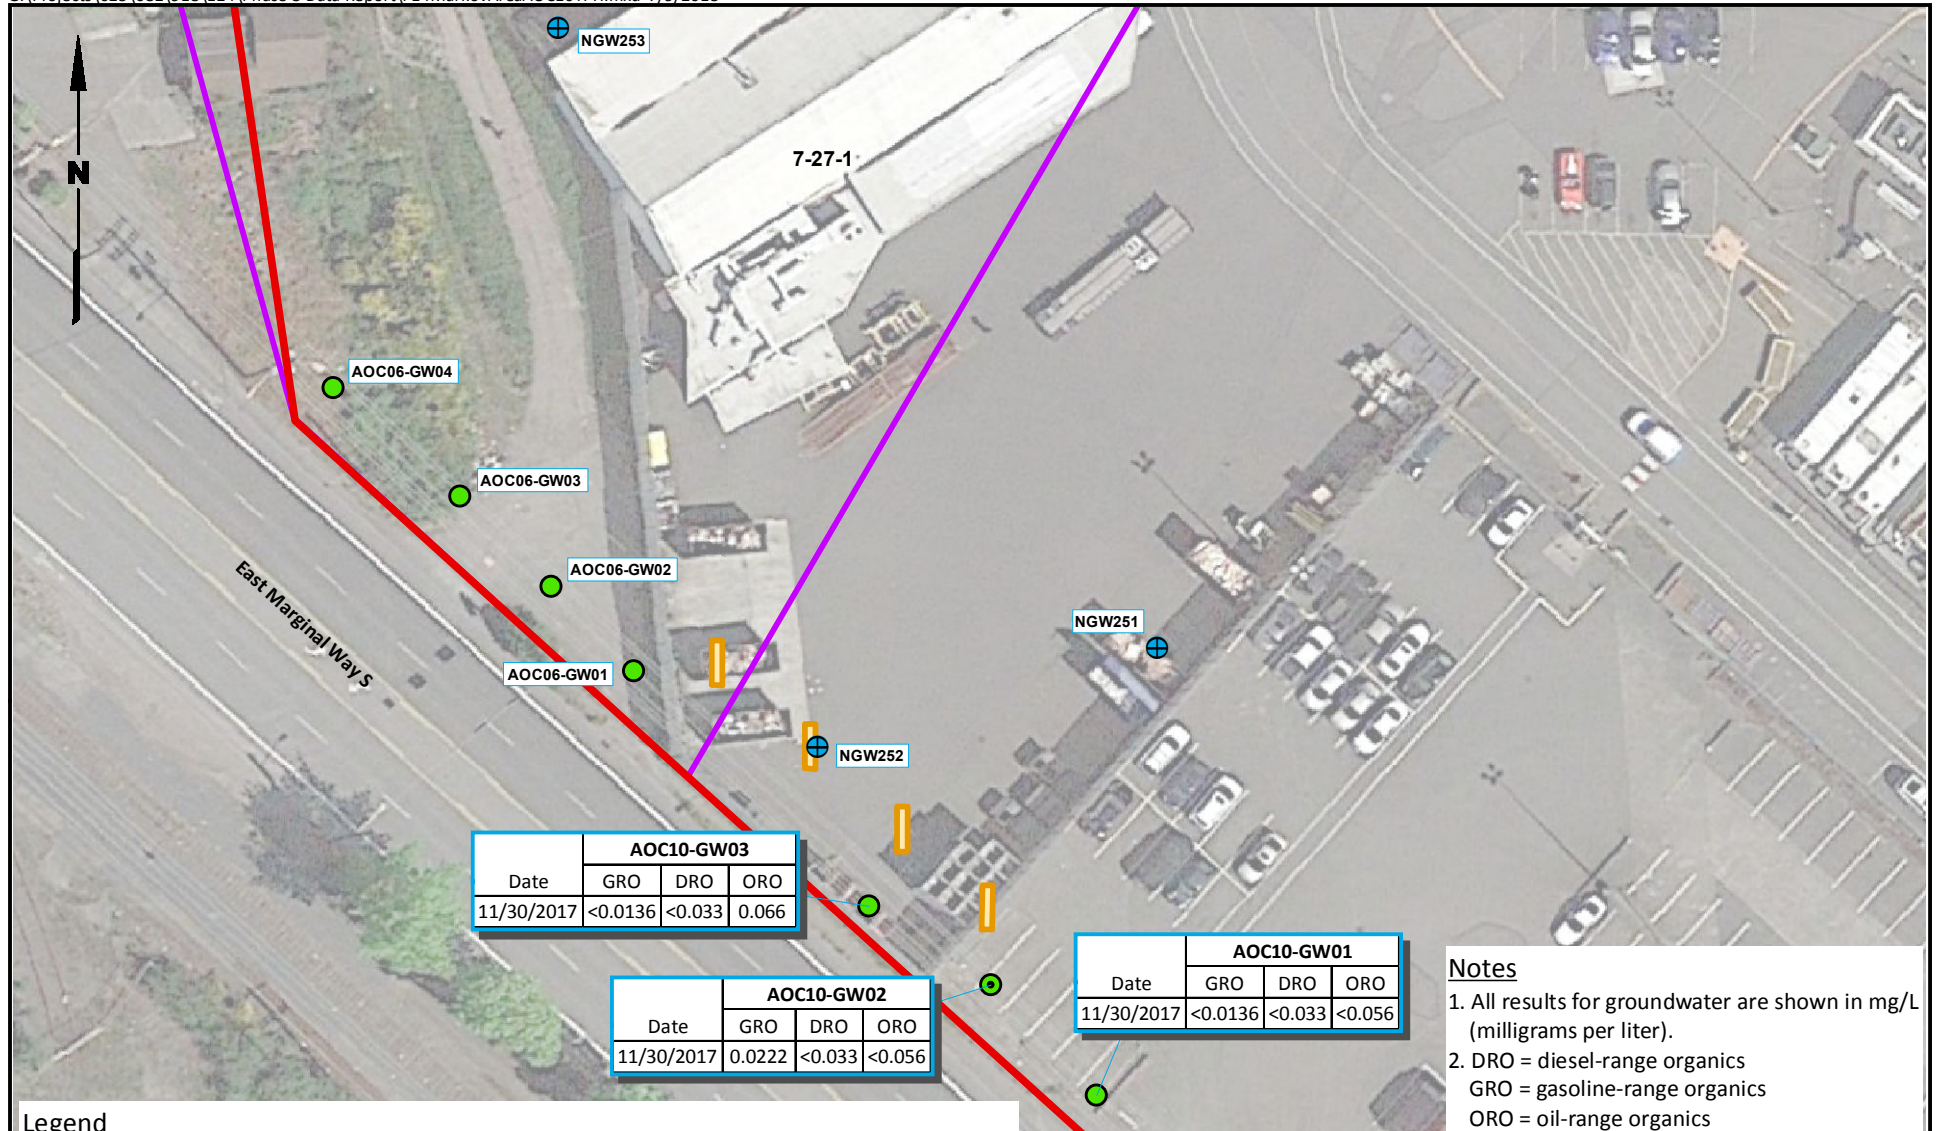 NGW253
N
7-27-1
AOC06-GW04
AOC06-GW03
AOC06-GW02
East Marginal Way S
NGW251
AOC06-GW01
NGW252
AOC10-GW03
Date GRO DRO ORO
11/30/2017 <0.0136 <0.033 0.066
AOC10-GW02
Date GRO DRO ORO
11/30/2017 0.0222 <0.033 <0.056
AOC10-GW01
Date GRO DRO ORO
11/30/2017 <0.0136 <0.033 <0.056
Notes
1. All results for groundwater are shown in mg/L
(milligrams per liter).
2. DRO = diesel-range organics
GRO = gasoline-range organics
ORO = oil-range organics
Legend